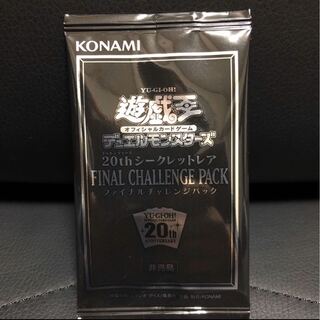 KONAMI
YU-GI-OH!
遊戯王
オフィシャルカードゲーム
デュエルモンスターズ
20thシークレットレア
FINAL CHALLENGE PACK
ファイナルチャレンジパック
YU-GI-OH!
20th
ANNIVERSARY
非売品